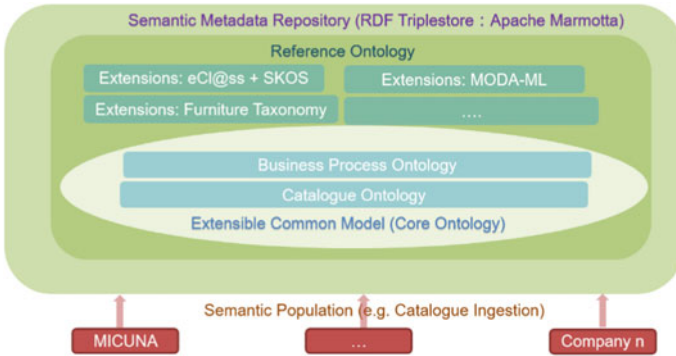 Semantic Metadata Repository (RDF Triplestore：Apache Marmotta)
Reference Ontology
Extensions: eCl@ss + SKOS
Extensions: MODA-ML
Extensions: Furniture Taxonomy
....
Business Process Ontology
Catalogue Ontology
Extensible Common Model (Core Ontology)
Semantic Population (e.g. Catalogue Ingestion)
MICUNA
...
Company n